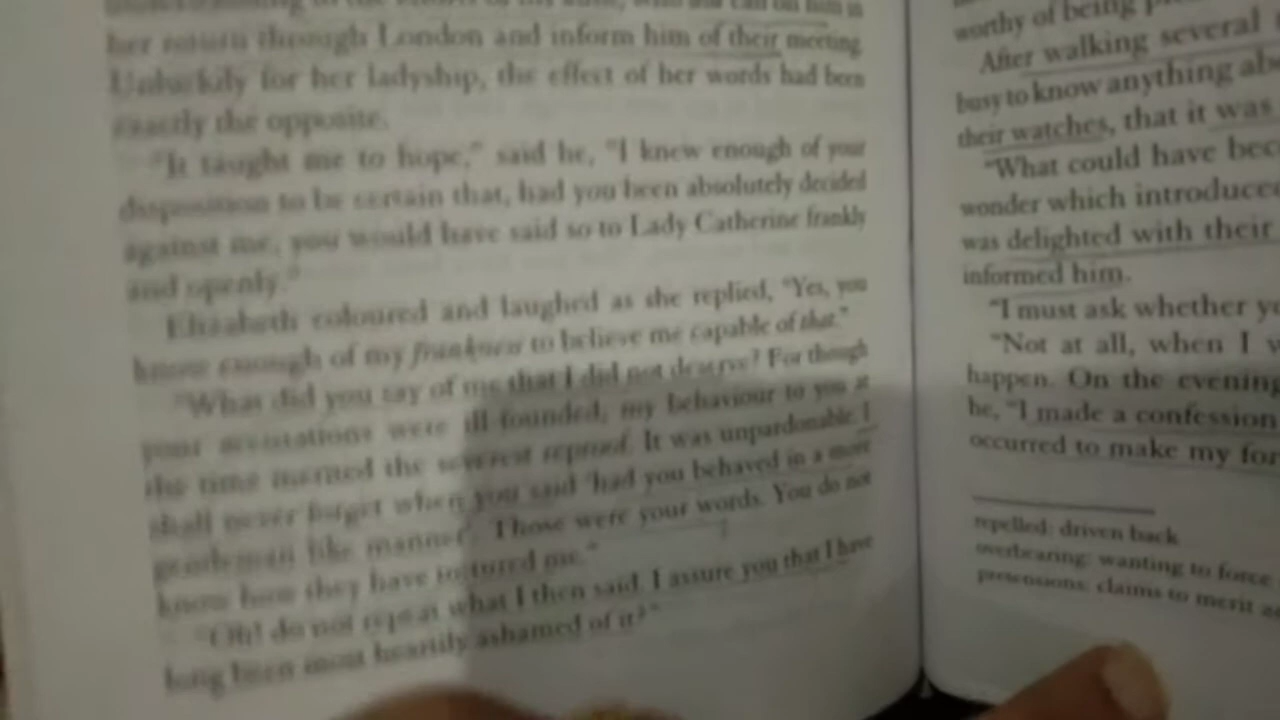 her return through London and inform him of their meeting.
Unluckily for her ladyship, the effect of her words had been
exactly the opposite.
"It taught me to hope," said he, "I knew enough of your
disposition to be certain that, had you been absolutely decided
against me, you would have said so to Lady Catherine frankly
and openly."
Elizabeth coloured and laughed as she replied, "Yes, you
know enough of my frankness to believe me capable of that."
"What did you say of me that I did not deserve? For though
your accusations were ill-founded, my behaviour to you at
the time merited the severest reproof. It was unpardonable. I
shall never forget when you said 'had you behaved in a more
gentleman like manner'. Those were your words. You do not
know how they have tortured me."
"Oh! do not repeat what I then said. I assure you that I have
long been most heartily ashamed of it?"
worthy of being
After walking several
busy to know anything
their watches, that it was
"What could have
wonder which
was delighted with their
informed him.
"I must ask whether
"Not at all, when I
happen. On the evening
he, "I made a confession
occurred to make my
repelled: driven back
overbearing: wanting to force
pretensions: claims to merit